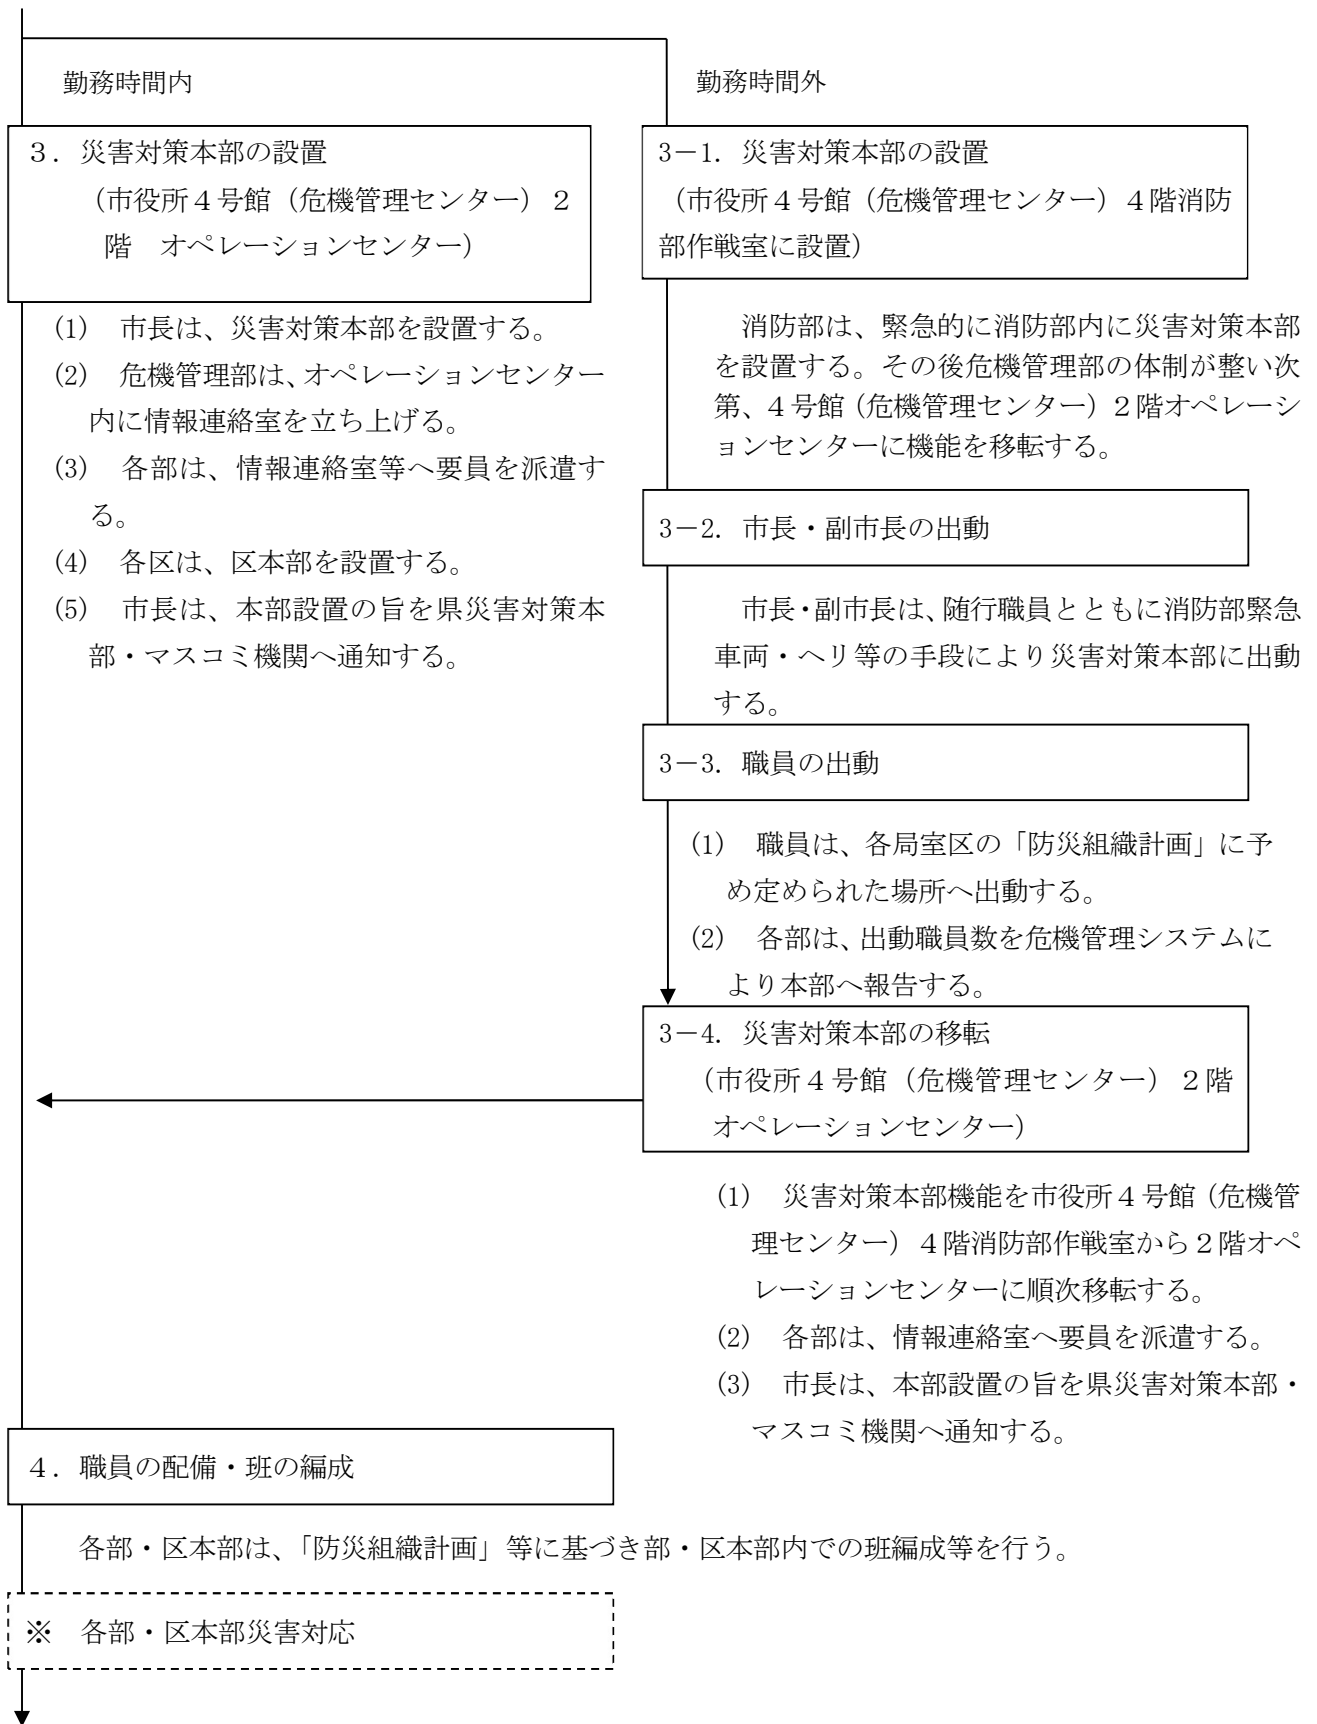 勤務時間内
３．災害対策本部の設置
（市役所４号館（危機管理センター）２
階　オペレーションセンター）
(1)　市長は、災害対策本部を設置する。
(2)　危機管理部は、オペレーションセンター
内に情報連絡室を立ち上げる。
(3)　各部は、情報連絡室等へ要員を派遣す
る。
(4)　各区は、区本部を設置する。
(5)　市長は、本部設置の旨を県災害対策本
部・マスコミ機関へ通知する。
勤務時間外
3－1．災害対策本部の設置
（市役所４号館（危機管理センター）４階消防
部作戦室に設置）
消防部は、緊急的に消防部内に災害対策本部
を設置する。その後危機管理部の体制が整い次
第、４号館（危機管理センター）２階オペレーシ
ョンセンターに機能を移転する。
3－2．市長・副市長の出動
市長・副市長は、随行職員とともに消防部緊急
車両・ヘリ等の手段により災害対策本部に出動
する。
3－3．職員の出動
(1)　職員は、各局室区の「防災組織計画」に予
め定められた場所へ出動する。
(2)　各部は、出動職員数を危機管理システムに
より本部へ報告する。
3－4．災害対策本部の移転
（市役所４号館（危機管理センター）２階
オペレーションセンター）
(1)　災害対策本部機能を市役所４号館（危機管
理センター）４階消防部作戦室から２階オペ
レーションセンターに順次移転する。
(2)　各部は、情報連絡室へ要員を派遣する。
(3)　市長は、本部設置の旨を県災害対策本部・
マスコミ機関へ通知する。
４．職員の配備・班の編成
各部・区本部は、「防災組織計画」等に基づき部・区本部内での班編成等を行う。
※　各部・区本部災害対応